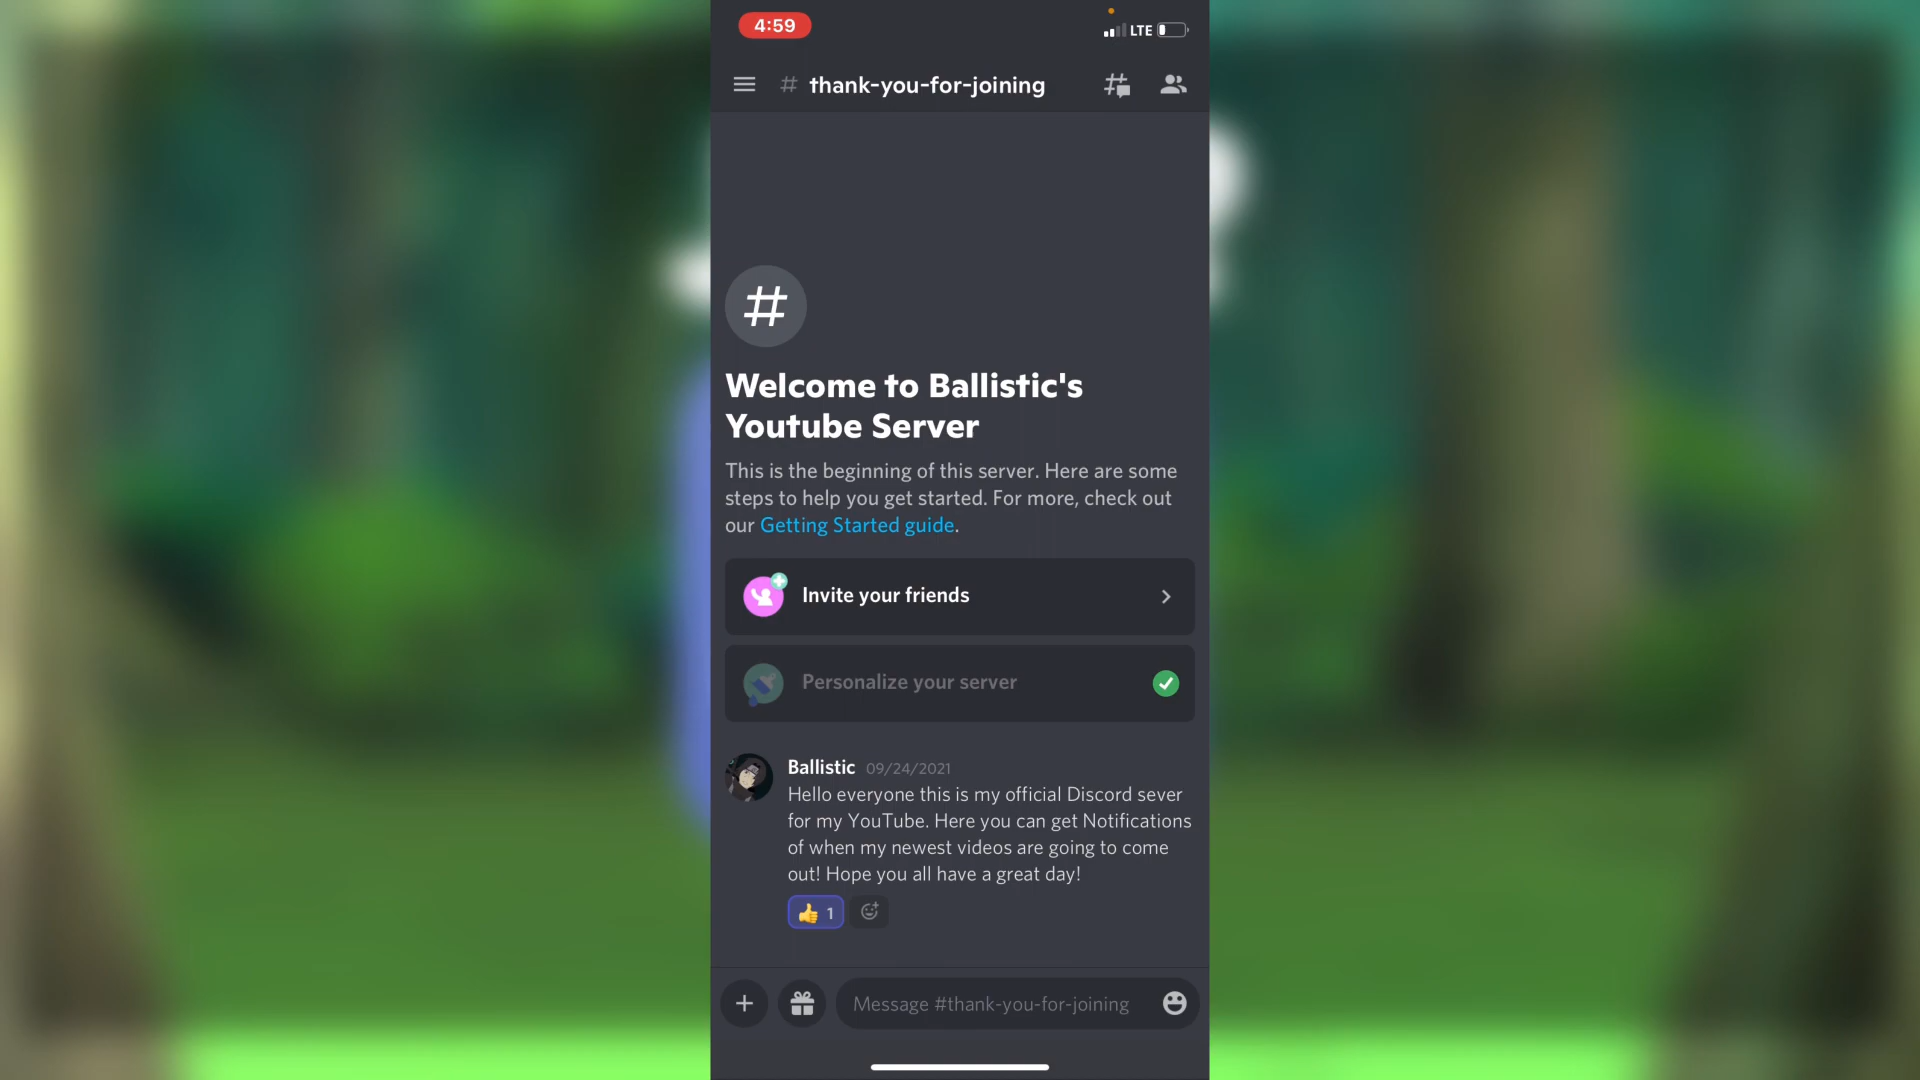 4:59
LTE
# thank-you-for-joining
#
Welcome to Ballistic's
Youtube Server
This is the beginning of this server. Here are some
steps to help you get started. For more, check out
our Getting Started guide.
Invite your friends
Personalize your server
Ballistic 09/24/2021
Hello everyone this is my official Discord sever
for my YouTube. Here you can get Notifications
of when my newest videos are going to come
out! Hope you all have a great day!
👍 1
Message #thank-you-for-joining